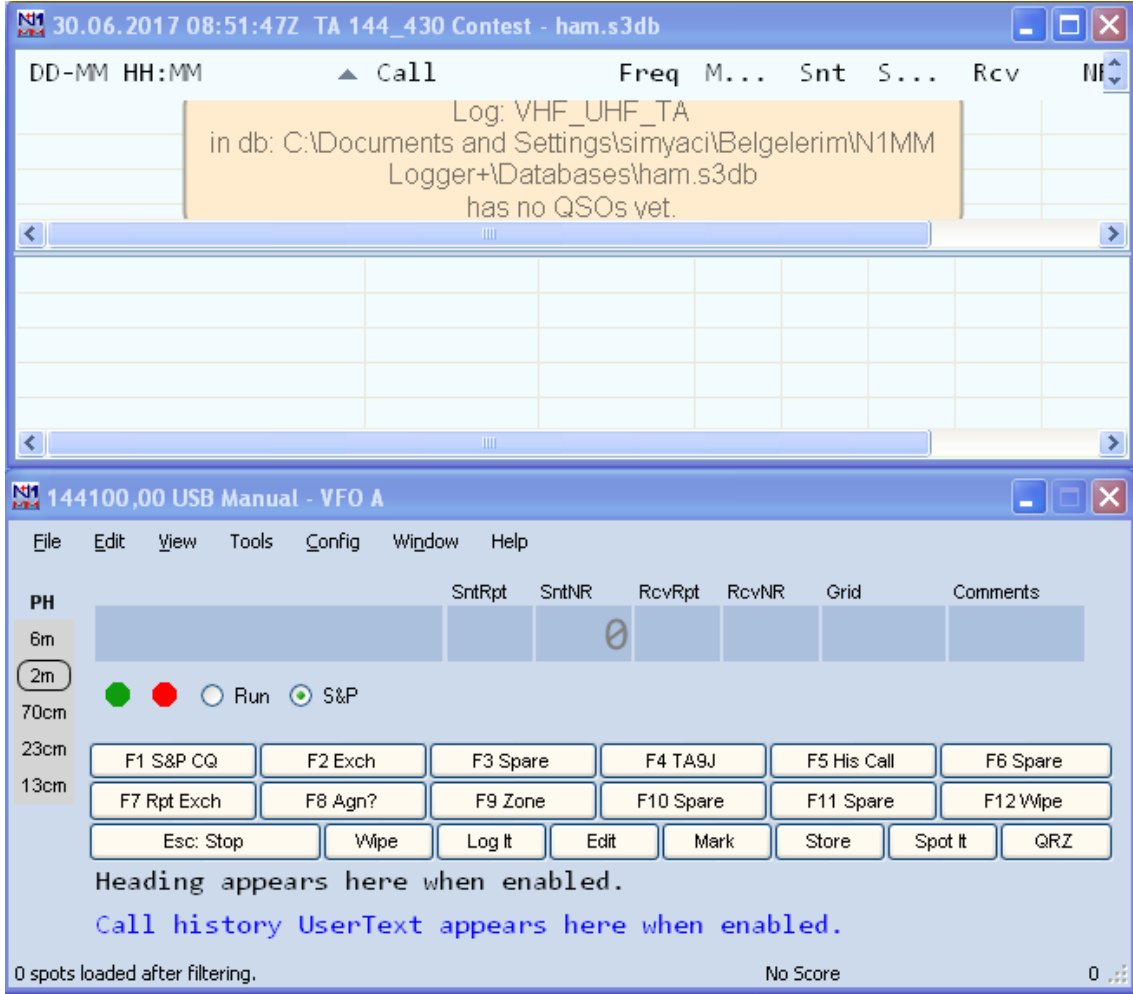 30.06.2017 08:51:47Z TA 144_430 Contest - ham.s3db
DD-MM HH:MM Call Freq M... Snt S... Rcv
Log: VHF_UHF_TA
in db: C:\Documents and Settings\simyaci\Belgelerim\N1MM
Logger+\Databases\ham.s3db
has no QSOs yet.
144100,00 USB Manual - VFO A
File Edit View Tools Config Window Help
SntRpt SntNR RcvRpt RcvNR Grid Comments
PH
0
6m
2m
Run S&P
70cm
23cm
13cm
F1 S&P CQ F2 Exch F3 Spare F4 TA9J F5 His Call F6 Spare
F7 Rpt Exch F8 Agn? F9 Zone F10 Spare F11 Spare F12 Wipe
Esc: Stop Wipe Log It Edit Mark Store Spot It QRZ
Heading appears here when enabled.
Call history UserText appears here when enabled.
0 spots loaded after filtering. No Score 0